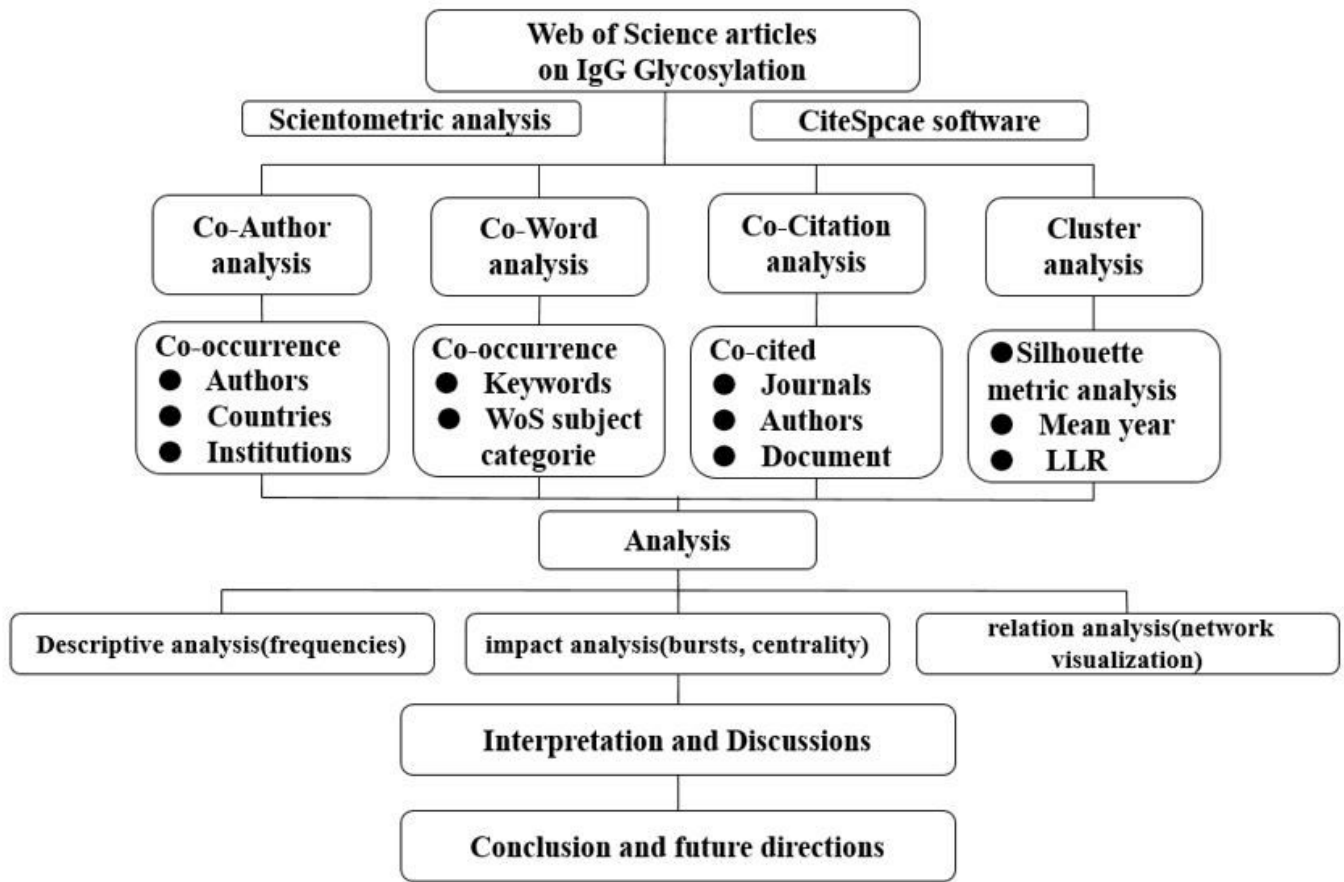 Web of Science articles
on IgG Glycosylation
Scientometric analysis
CiteSpcae software
Co-Author
analysis
Co-Word
analysis
Co-Citation
analysis
Cluster
analysis
Co-occurrence
● Authors
● Countries
● Institutions
Co-occurrence
● Keywords
● WoS subject
categorie
Co-cited
● Journals
● Authors
● Document
●Silhouette
metric analysis
● Mean year
● LLR
Analysis
Descriptive analysis(frequencies)
impact analysis(bursts, centrality)
relation analysis(network
visualization)
Interpretation and Discussions
Conclusion and future directions